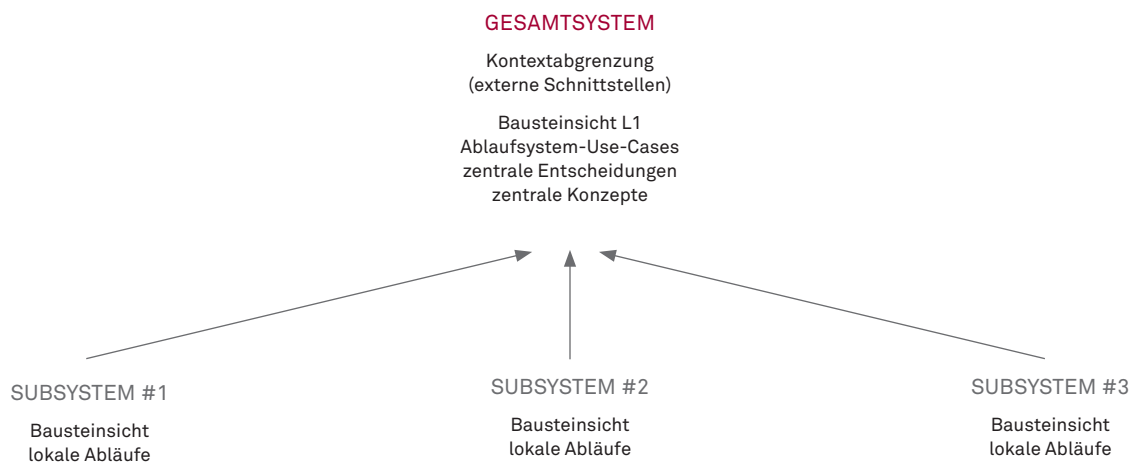 GESAMTSYSTEM
Kontextabgrenzung
(externe Schnittstellen)
Bausteinsicht L1
Ablaufsystem-Use-Cases
zentrale Entscheidungen
zentrale Konzepte
SUBSYSTEM #1
Bausteinsicht
lokale Abläufe
SUBSYSTEM #2
Bausteinsicht
lokale Abläufe
SUBSYSTEM #3
Bausteinsicht
lokale Abläufe